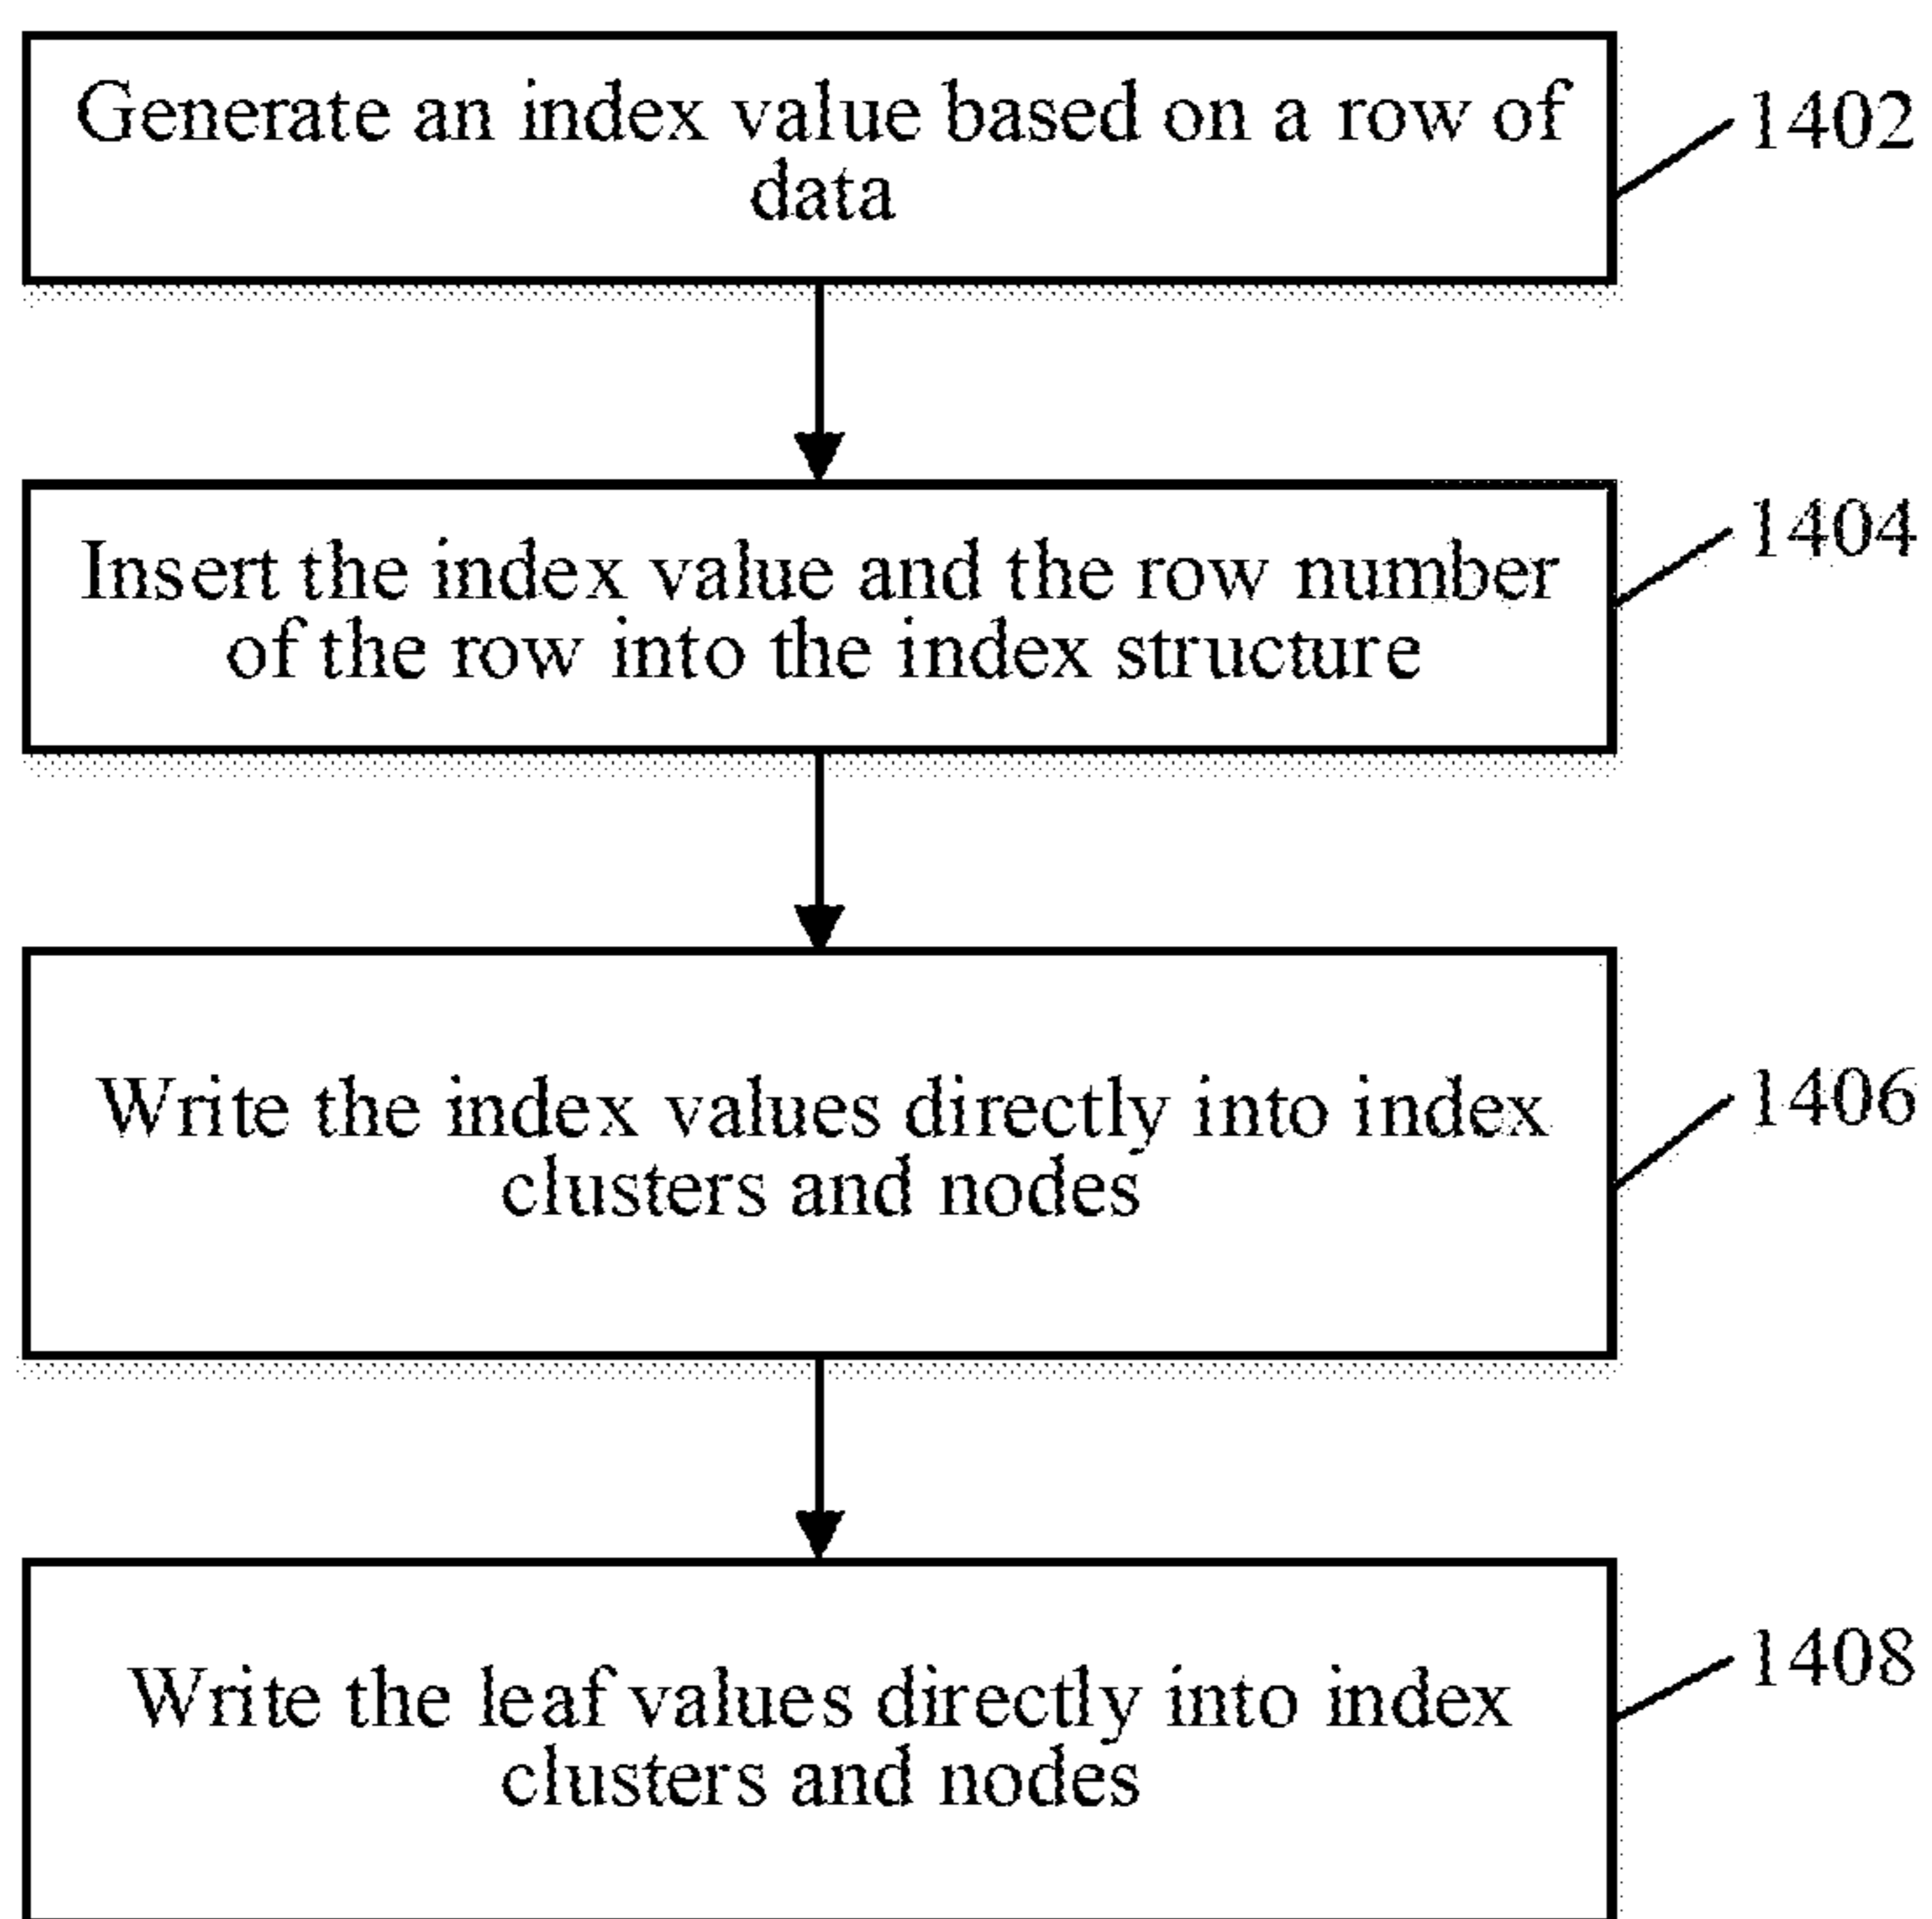 Generate an index value based on a row of
data
1402
Insert the index value and the row number
of the row into the index structure
1404
Write the index values directly into index
clusters and nodes
1406
Write the leaf values directly into index
clusters and nodes
1408